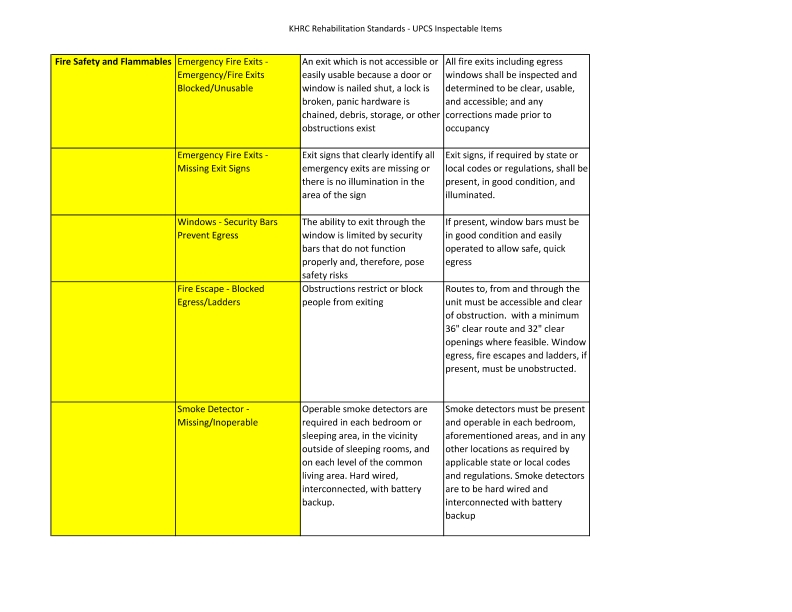 KHRC Rehabilitation Standards - UPCS Inspectable Items
Fire Safety and Flammables
Emergency Fire Exits -
Emergency/Fire Exits
Blocked/Unusable
An exit which is not accessible or
easily usable because a door or
window is nailed shut, a lock is
broken, panic hardware is
chained, debris, storage, or other
obstructions exist
All fire exits including egress
windows shall be inspected and
determined to be clear, usable,
and accessible; and any
corrections made prior to
occupancy
Emergency Fire Exits -
Missing Exit Signs
Exit signs that clearly identify all
emergency exits are missing or
there is no illumination in the
area of the sign
Exit signs, if required by state or
local codes or regulations, shall be
present, in good condition, and
illuminated.
Windows - Security Bars
Prevent Egress
The ability to exit through the
window is limited by security
bars that do not function
properly and, therefore, pose
safety risks
If present, window bars must be
in good condition and easily
operated to allow safe, quick
egress
Fire Escape - Blocked
Egress/Ladders
Obstructions restrict or block
people from exiting
Routes to, from and through the
unit must be accessible and clear
of obstruction.  with a minimum
36" clear route and 32" clear
openings where feasible. Window
egress, fire escapes and ladders, if
present, must be unobstructed.
Smoke Detector -
Missing/Inoperable
Operable smoke detectors are
required in each bedroom or
sleeping area, in the vicinity
outside of sleeping rooms, and
on each level of the common
living area. Hard wired,
interconnected, with battery
backup.
Smoke detectors must be present
and operable in each bedroom,
aforementioned areas, and in any
other locations as required by
applicable state or local codes
and regulations. Smoke detectors
are to be hard wired and
interconnected with battery
backup